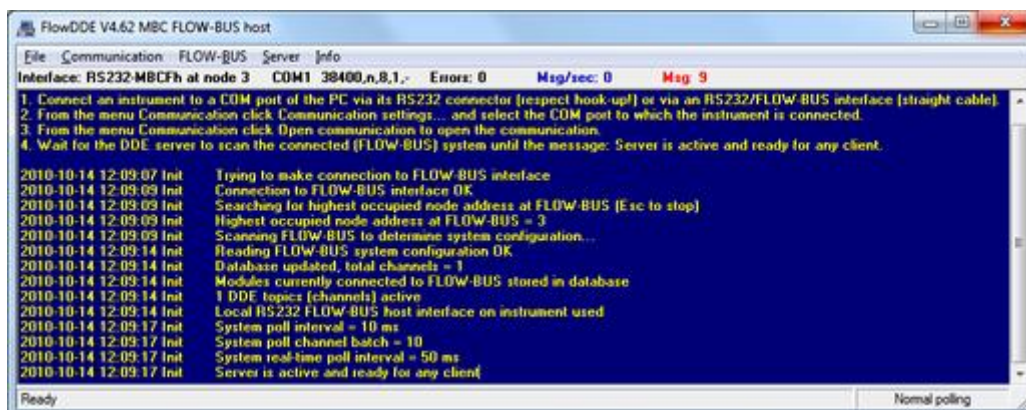 FlowDDE V4.62 MBC FLOW-BUS host
File Communication FLOW-BUS Server Info
Interface: RS232-MBCFh at node 3 COM1 38400,n,8,1,- Errors: 0 Msg/sec: 0 Msg: 9
1. Connect an instrument to a COM port of the PC via its RS232 connector (respect hook-up!) or via an RS232/FLOW-BUS interface (straight cable).
2. From the menu Communication click Communication settings... and select the COM port to which the instrument is connected.
3. From the menu Communication click Open communication to open the communication.
4. Wait for the DDE server to scan the connected (FLOW-BUS) system until the message: Server is active and ready for any client.
2010-10-14 12:09:07 Init Trying to make connection to FLOW-BUS interface
2010-10-14 12:09:09 Init Connection to FLOW-BUS interface OK
2010-10-14 12:09:09 Init Searching for highest occupied node address at FLOW-BUS (Esc to stop)
2010-10-14 12:09:09 Init Highest occupied node address at FLOW-BUS = 3
2010-10-14 12:09:09 Init Scanning FLOW-BUS to determine system configuration...
2010-10-14 12:09:14 Init Reading FLOW-BUS system configuration OK
2010-10-14 12:09:14 Init Database updated, total channels = 1
2010-10-14 12:09:14 Init Modules currently connected to FLOW-BUS stored in database
2010-10-14 12:09:14 Init 1 DDE topics (channels) active
2010-10-14 12:09:14 Init Local RS232 FLOW-BUS host interface on instrument used
2010-10-14 12:09:17 Init System poll interval = 10 ms
2010-10-14 12:09:17 Init System poll channel batch = 10
2010-10-14 12:09:17 Init System real-time poll interval = 50 ms
2010-10-14 12:09:17 Init Server is active and ready for any client
Ready Normal polling